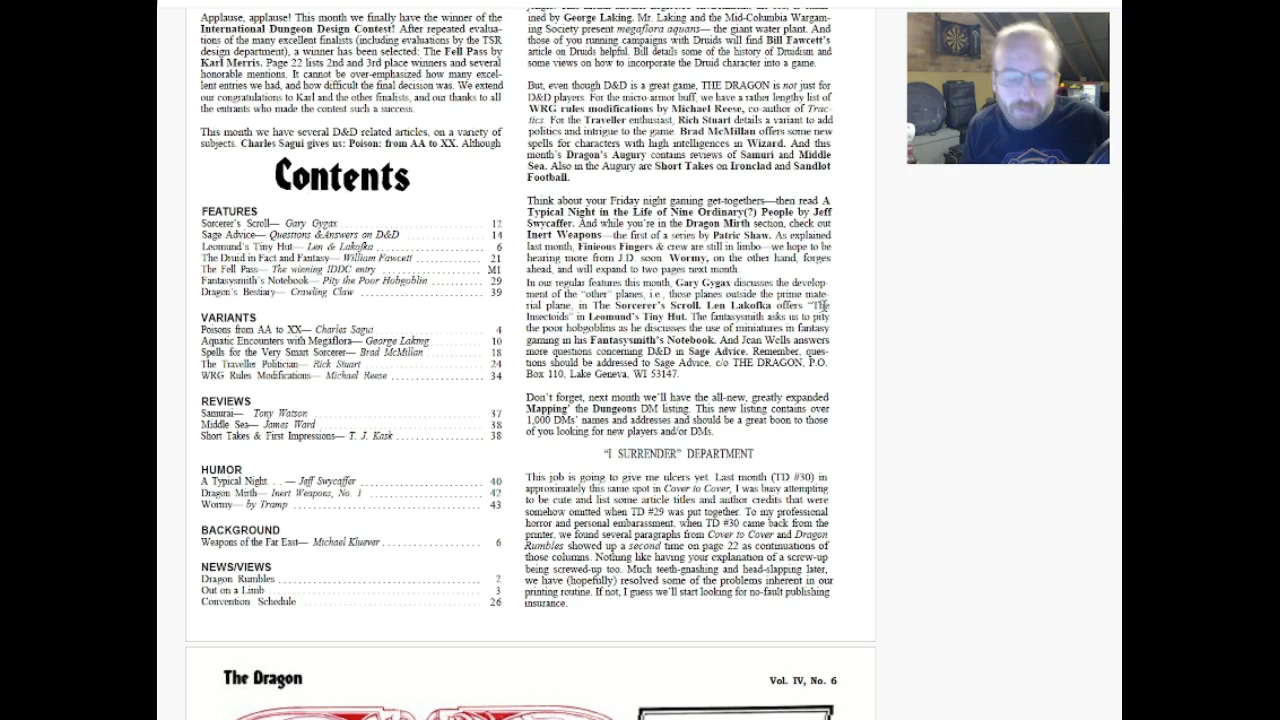 Applause, applause! This month we finally have the winner of the
International Dungeon Design Contest! After repeated evalua-
tions of the many excellent finalists (including evaluations by the TSR
design department), a winner has been selected: The Fell Pass by
Karl Merris. Page 22 lists 2nd and 3rd place winners and several
honorable mentions. It cannot be over-emphasized how many excel-
lent entries we had, and how difficult the final decision was. We extend
our congratulations to Karl and the other finalists, and our thanks to all
the entrants who made the contest such a success.
This month we have several D&D related articles, on a variety of
subjects. Charles Sagui gives us: Poison: from AA to XX. Although
Contents
FEATURES
Sorcerer's Scroll— Gary Gygax 12
Sage Advice— Questions &Answers on D&D 14
Leomund's Tiny Hut— Len & Lakofka 6
The Druid in Fact and Fantasy— William Fawcett 21
The Fell Pass— The winning IDDC entry M1
Fantasysmith's Notebook— Pity the Poor Hobgoblin 29
Dragon's Bestiary— Crawling Claw 39
VARIANTS
Poisons from AA to XX— Charles Sagui 4
Aquatic Encounters with Megaflora— George Laking 10
Spells for the Very Smart Sorcerer— Brad McMillan 18
The Traveller Politician— Rick Stuart 24
WRG Rules Modifications— Michael Reese 34
REVIEWS
Samurai— Tony Watson 37
Middle Sea— James Ward 38
Short Takes & First Impressions— T. J. Kask 38
HUMOR
A Typical Night. . . — Jeff Swycaffer 40
Dragon Mirth— Inert Weapons, No. 1 42
Wormy— by Tramp 43
BACKGROUND
Weapons of the Far East— Michael Kluever 6
NEWS/VIEWS
Dragon Rumbles 2
Out on a Limb 3
Convention Schedule 26
ined by George Laking. Mr. Laking and the Mid-Columbia Wargam-
ing Society present megaflora aquans— the giant water plant. And
those of you running campaigns with Druids will find Bill Fawcett's
article on Druids helpful. Bill details some of the history of Druidism and
some views on how to incorporate the Druid character into a game.
But, even though D&D is a great game, THE DRAGON is not just for
D&D players. For the micro-armor buff, we have a rather lengthy list of
WRG rules modifications by Michael Reese, co-author of Trac-
tics. For the Traveller enthusiast, Rich Stuart details a variant to add
politics and intrigue to the game. Brad McMillan offers some new
spells for characters with high intelligences in Wizard. And this
month's Dragon's Augury contains reviews of Samuri and Middle
Sea. Also in the Augury are Short Takes on Ironclad and Sandlot
Football.
Think about your Friday night gaming get-togethers—then read A
Typical Night in the Life of Nine Ordinary(?) People by Jeff
Swycaffer. And while you're in the Dragon Mirth section, check out
Inert Weapons—the first of a series by Patric Shaw. As explained
last month, Finieous Fingers & crew are still in limbo—we hope to be
hearing more from J.D. soon. Wormy, on the other hand, forges
ahead, and will expand to two pages next month.
In our regular features this month, Gary Gygax discusses the develop-
ment of the "other" planes, i.e., those planes outside the prime mate-
rial plane, in The Sorcerer's Scroll. Len Lakofka offers "The
Insectoids" in Leomund's Tiny Hut. The fantasysmith asks us to pity
the poor hobgoblins as he discusses the use of miniatures in fantasy
gaming in his Fantasysmith's Notebook. And Jean Wells answers
more questions concerning D&D in Sage Advice. Remember, ques-
tions should be addressed to Sage Advice, c/o THE DRAGON, P.O.
Box 110, Lake Geneva, WI 53147.
Don't forget, next month we'll have the all-new, greatly expanded
Mapping' the Dungeons DM listing. This new listing contains over
1,000 DMs' names and addresses and should be a great boon to those
of you looking for new players and/or DMs.
"I SURRENDER" DEPARTMENT
This job is going to give me ulcers yet. Last month (TD #30) in
approximately this same spot in Cover to Cover, I was busy attempting
to be cute and list some article titles and author credits that were
somehow omitted when TD #29 was put together. To my professional
horror and personal embarassment, when TD #30 came back from the
printer, we found several paragraphs from Cover to Cover and Dragon
Rumbles showed up a second time on page 22 as continuations of
those columns. Nothing like having your explanation of a screw-up
being screwed-up too. Much teeth-gnashing and head-slapping later,
we have (hopefully) resolved some of the problems inherent in our
printing routine. If not, I guess we'll start looking for no-fault publishing
insurance.
The Dragon
Vol. IV, No. 6